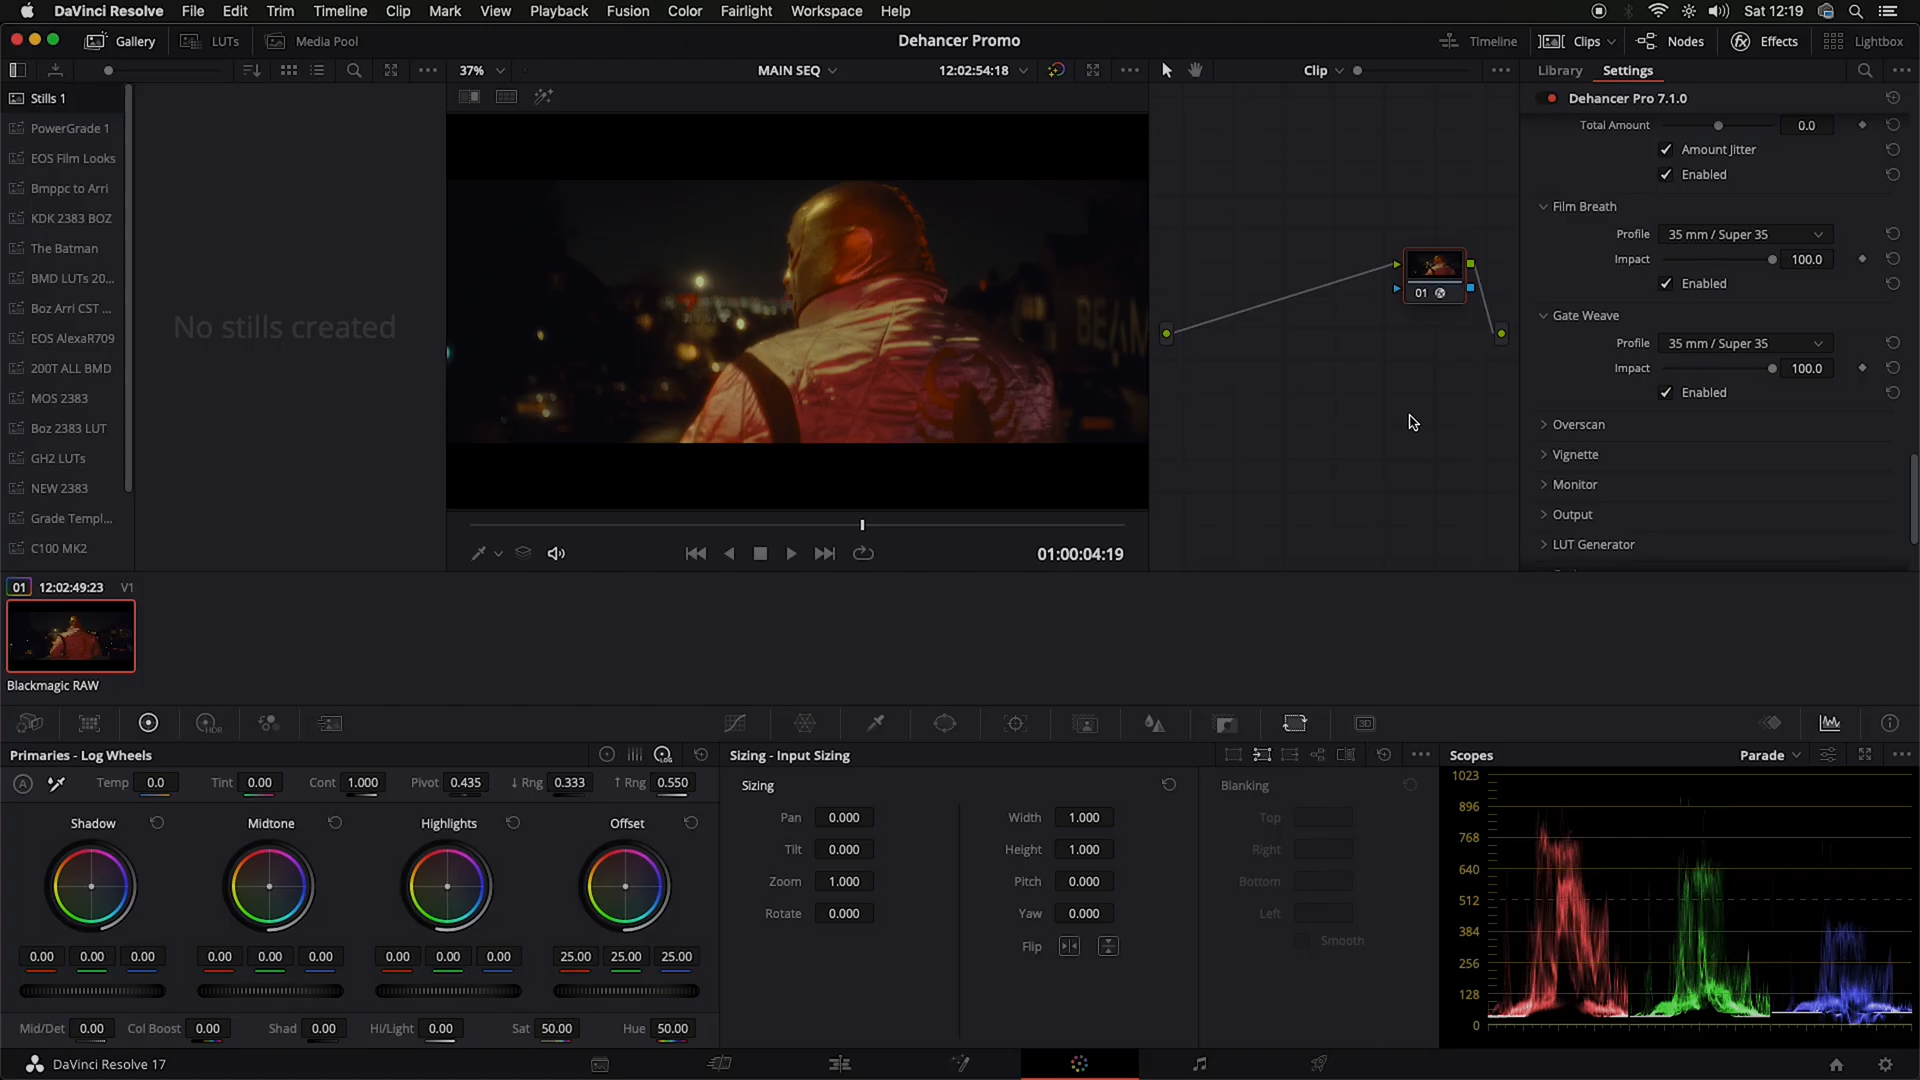 DaVinci Resolve File Edit Trim Timeline Clip Mark View Playback Fusion Color Fairlight Workspace Help Sat 12:19
Gallery LUTs Media Pool Dehancer Promo Timeline Clips Nodes Effects Lightbox
37% MAIN SEQ 12:02:54:18 Clip Library Settings
Stills 1
PowerGrade 1
EOS Film Looks
Bmppc to Arri
KDK 2383 BOZ
The Batman
BMD LUTs 20...
Boz Arri CST ...
EOS AlexaR709
200T ALL BMD
MOS 2383
Boz 2383 LUT
GH2 LUTs
NEW 2383
Grade Templ...
C100 MK2
No stills created
BEAM
01:00:04:19
01
Dehancer Pro 7.1.0
Total Amount 0.0
Amount Jitter
Enabled
Film Breath
Profile 35 mm / Super 35
Impact 100.0
Enabled
Gate Weave
Profile 35 mm / Super 35
Impact 100.0
Enabled
Overscan
Vignette
Monitor
Output
LUT Generator
01 12:02:49:23 V1
Blackmagic RAW
HDR
3D
Primaries - Log Wheels LOG
A Temp 0.0 Tint 0.00 Cont 1.000 Pivot 0.435 ↓ Rng 0.333 ↑ Rng 0.550
Shadow Midtone Highlights Offset
0.00 0.00 0.00 0.00 0.00 0.00 0.00 0.00 0.00 25.00 25.00 25.00
Mid/Det 0.00 Col Boost 0.00 Shad 0.00 Hi/Light 0.00 Sat 50.00 Hue 50.00
Sizing - Input Sizing
Sizing
Pan 0.000 Width 1.000
Tilt 0.000 Height 1.000
Zoom 1.000 Pitch 0.000
Rotate 0.000 Yaw 0.000
Flip
Blanking
Top
Right
Bottom
Left
Smooth
Scopes Parade
1023
896
768
640
512
384
256
128
0
DaVinci Resolve 17